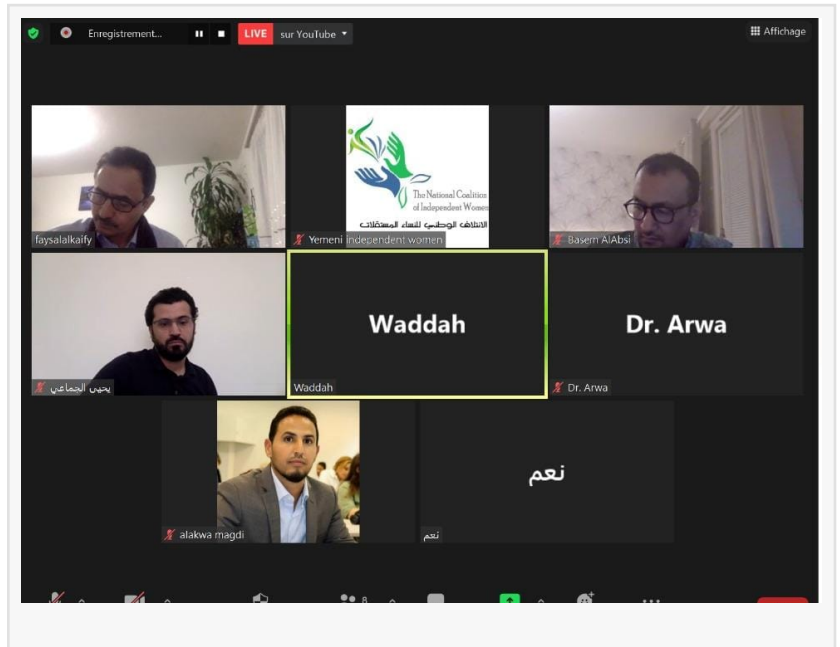 Enregistrement...
LIVE sur YouTube
Affichage
faysalalkaify
The National Coalition
of Independent Women
الائتلاف الوطني للنساء المستقلات
Yemeni independent women
Basem AlAbsi
يحيى الجماعي
Waddah
Waddah
Dr. Arwa
Dr. Arwa
alakwa magdi
نعم
نعم
8